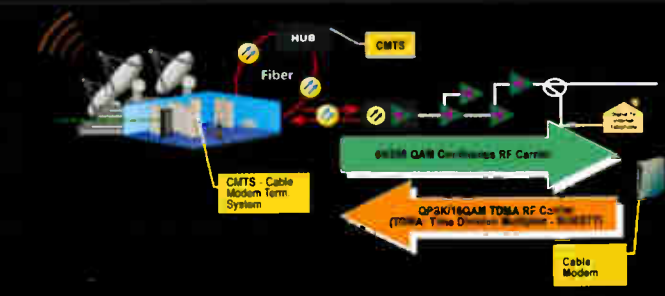 HUB
CMTS
Fiber
CMTS - Cable
Modem Term.
System
64/256 QAM Continuous RF Carrier
QPSK/16QAM TDMA RF Carrier
(TDMA: Time Division Multiplex -
Cable
Modem